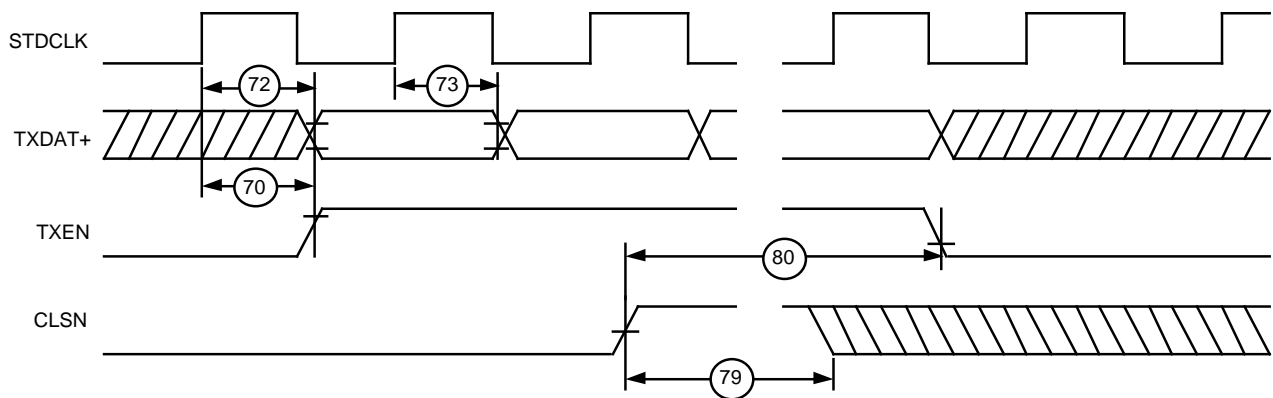 STDCLK
72
73
TXDAT+
70
TXEN
80
CLSN
79